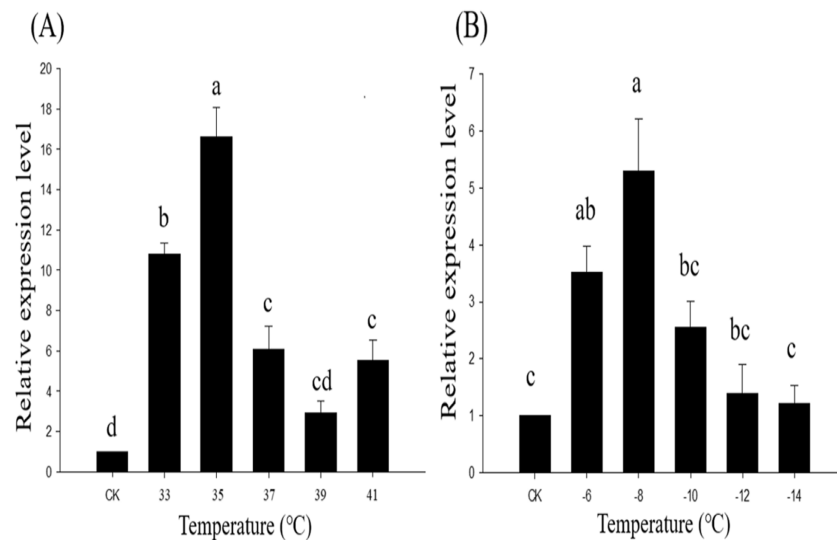 (A)
Relative expression level
20
18
16
14
12
10
8
6
4
2
0
d
b
a
c
cd
c
CK 33 35 37 39 41
Temperature (°C)
(B)
Relative expression level
7
6
5
4
3
2
1
0
c
ab
a
bc
bc
c
CK -6 -8 -10 -12 -14
Temperature (°C)